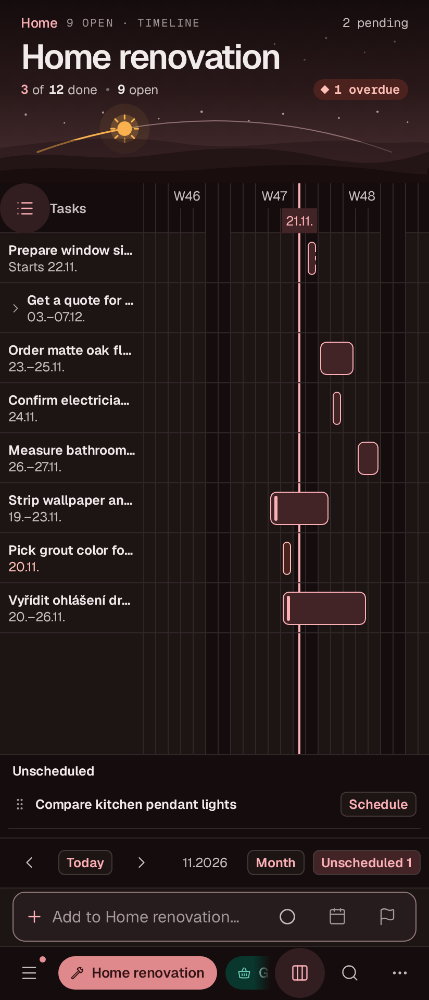 Home 9 OPEN · TIMELINE 2 pending
Home renovation
3 of 12 done • 9 open
◆ 1 overdue
Tasks
W46 W47 W48
21.11.
Prepare window si…
Starts 22.11.
Get a quote for …
03.–07.12.
Order matte oak fl…
23.–25.11.
Confirm electricia…
24.11.
Measure bathroom…
26.–27.11.
Strip wallpaper an…
19.–23.11.
Pick grout color fo…
20.11.
Vyřídit ohlášení dr…
20.–26.11.
Unscheduled
Compare kitchen pendant lights Schedule
Today 11.2026 Month Unscheduled 1
Add to Home renovation…
Home renovation